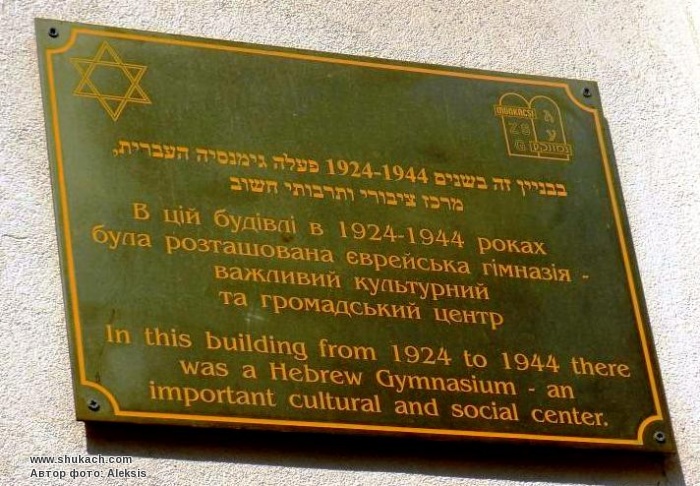 MUNKÁCSI
Z S G
A
בבניין זה בשנים 1924-1944 פעלה גימנסיה העברית,
מרכז ציבורי ותרבותי חשוב
В цій будівлі в 1924-1944 роках
була розташована єврейська гімназія -
важливий культурний
та громадський центр
In this building from 1924 to 1944 there
was a Hebrew Gymnasium - an
important cultural and social center.
www.shukach.com
Автор фото: Aleksis